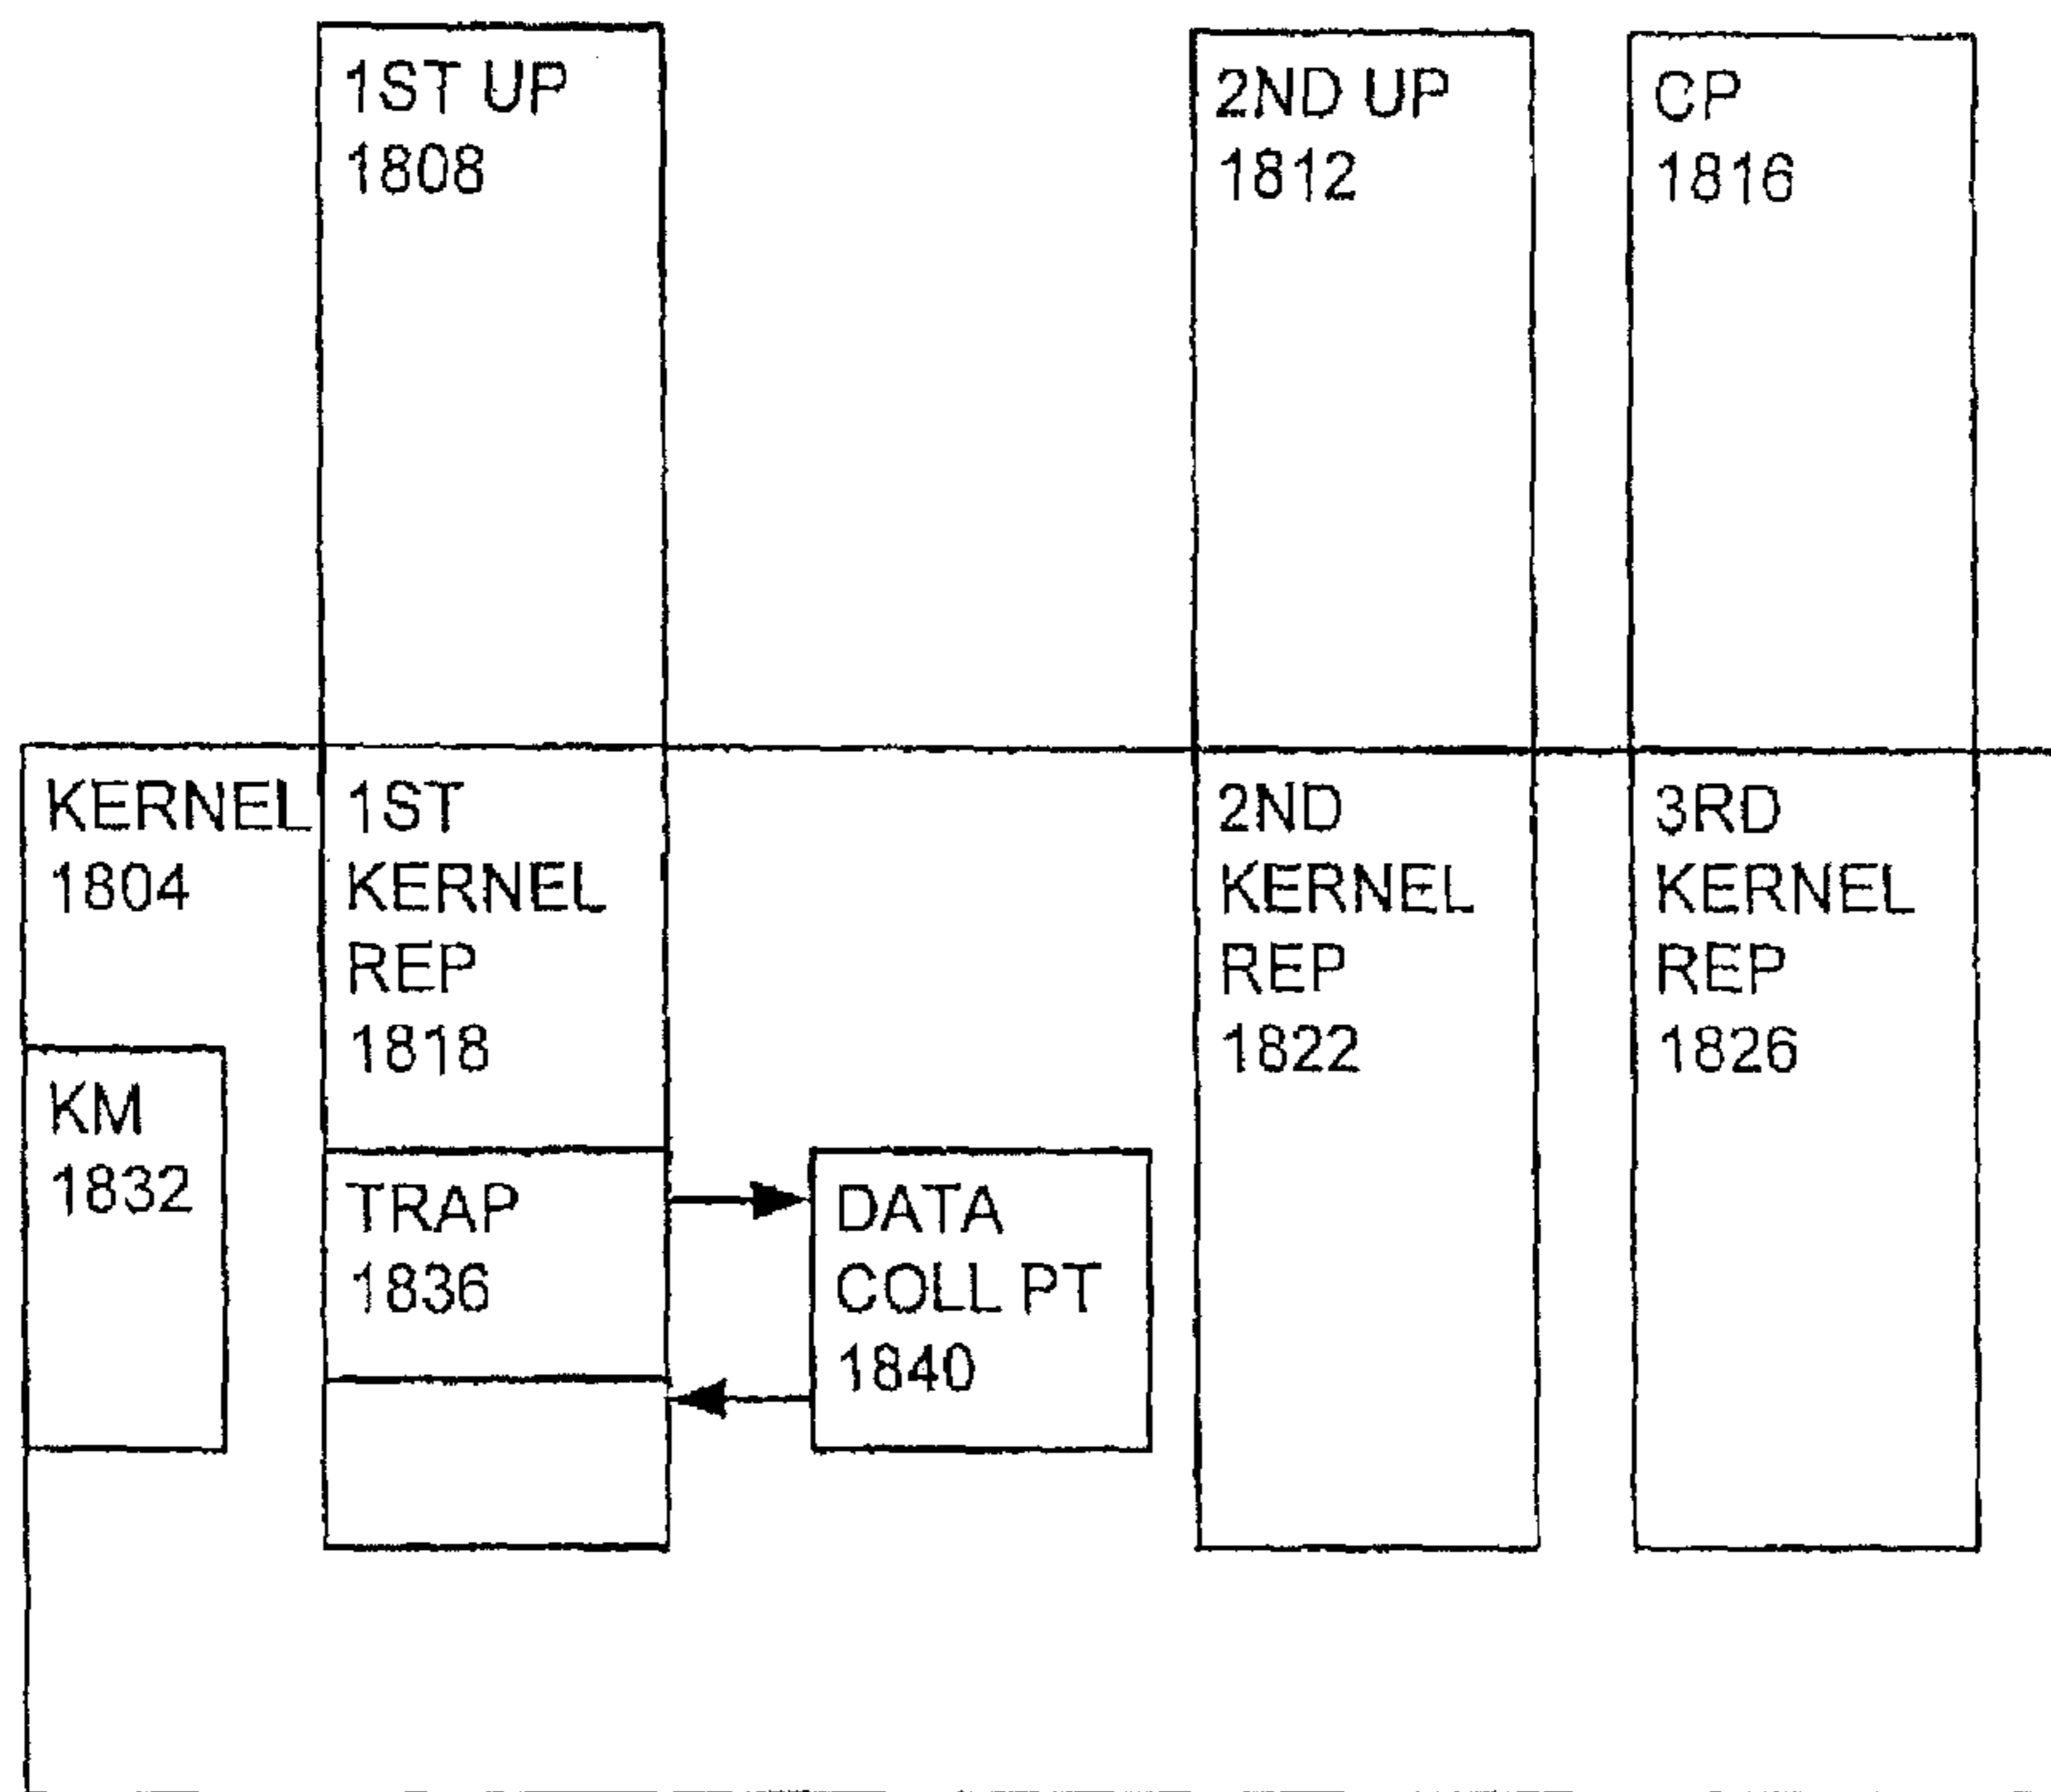 1ST UP
1808
2ND UP
1812
CP
1816
KERNEL
1804
1ST
KERNEL
REP
1818
2ND
KERNEL
REP
1822
3RD
KERNEL
REP
1826
KM
1832
TRAP
1836
DATA
COLL PT
1840